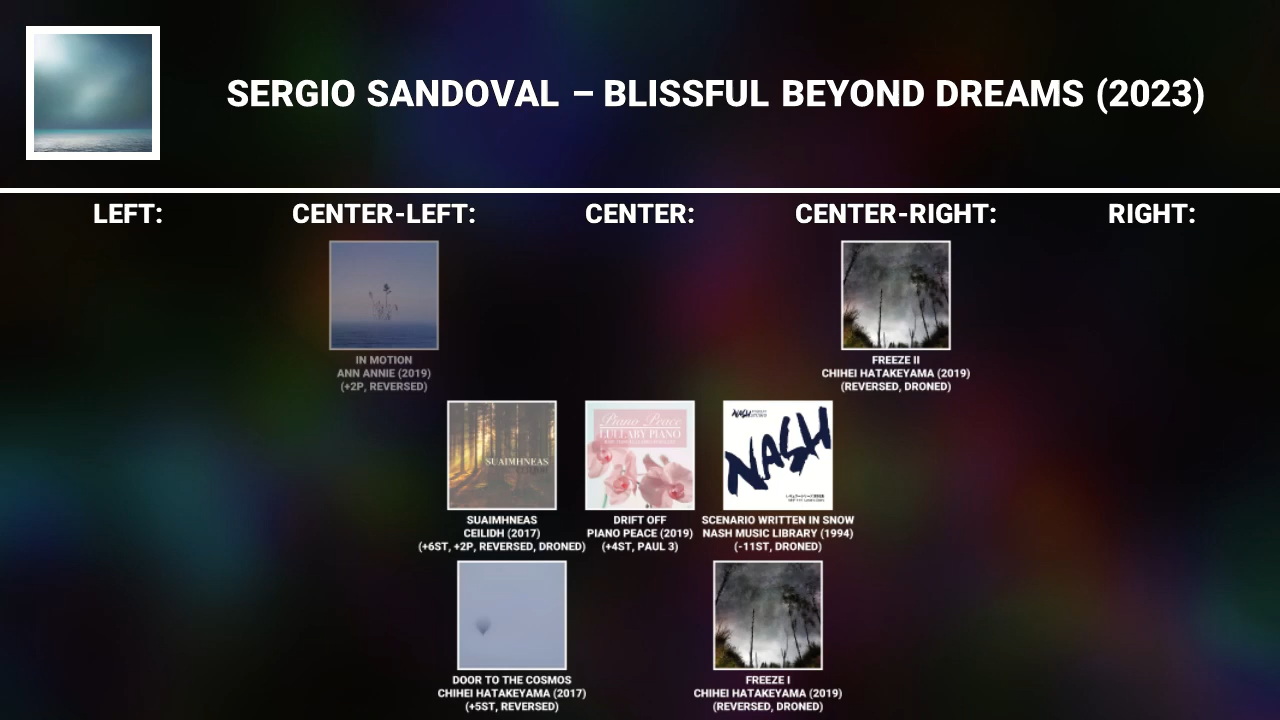 SERGIO SANDOVAL – BLISSFUL BEYOND DREAMS (2023)
LEFT:
CENTER-LEFT:
CENTER:
CENTER-RIGHT:
RIGHT:
IN MOTION
ANN ANNIE (2019)
(+2P, REVERSED)
FREEZE II
CHIHEI HATAKEYAMA (2019)
(REVERSED, DRONED)
SUAIMHNEAS
SUAIMHNEAS
CEILIDH (2017)
(+6ST, +2P, REVERSED, DRONED)
Piano Peace
LULLABY PIANO
DRIFT OFF
PIANO PEACE (2019)
(+4ST, PAUL 3)
NASH
NASH
SCENARIO WRITTEN IN SNOW
NASH MUSIC LIBRARY (1994)
(-11ST, DRONED)
DOOR TO THE COSMOS
CHIHEI HATAKEYAMA (2017)
(+5ST, REVERSED)
FREEZE I
CHIHEI HATAKEYAMA (2019)
(REVERSED, DRONED)